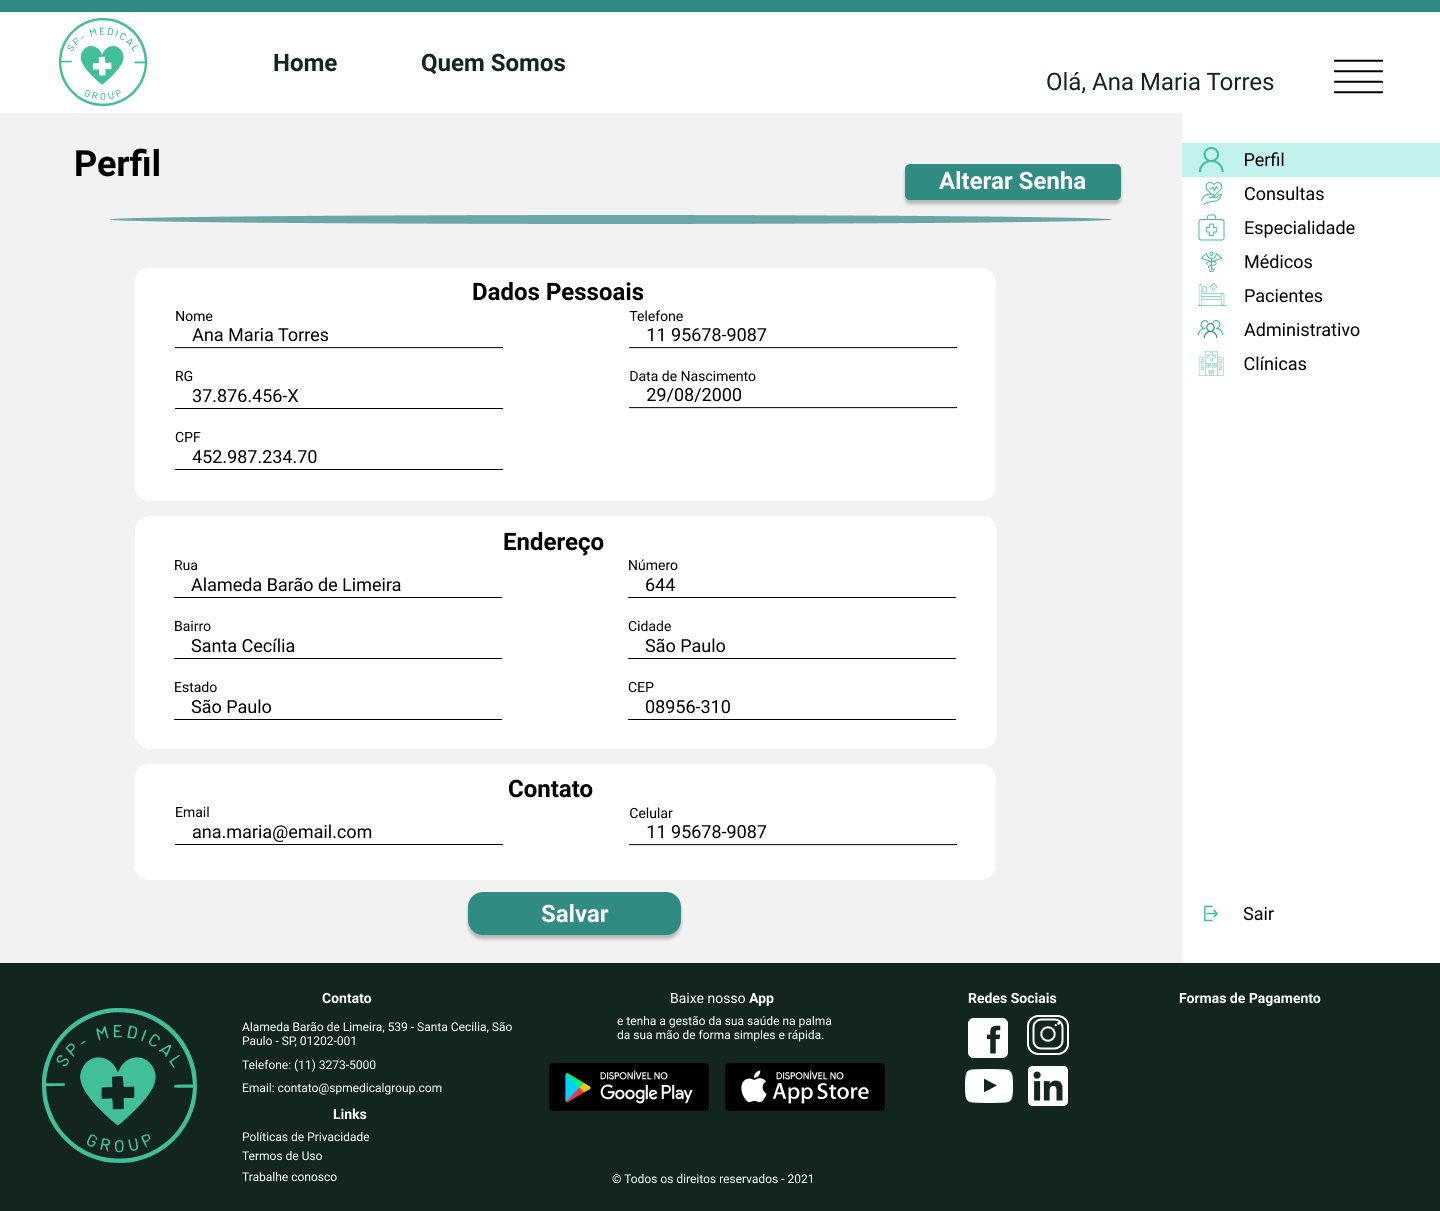 SP- MEDICAL
GROUP
Home
Quem Somos
Olá, Ana Maria Torres
Perfil
Alterar Senha
Perfil
Consultas
Especialidade
Médicos
Pacientes
Administrativo
Clínicas
Sair
Dados Pessoais
Nome
Ana Maria Torres
Telefone
11 95678-9087
RG
37.876.456-X
Data de Nascimento
29/08/2000
CPF
452.987.234.70
Endereço
Rua
Alameda Barão de Limeira
Número
644
Bairro
Santa Cecília
Cidade
São Paulo
Estado
São Paulo
CEP
08956-310
Contato
Email
ana.maria@email.com
Celular
11 95678-9087
Salvar
SP- MEDICAL
GROUP
Contato
Alameda Barão de Limeira, 539 - Santa Cecilia, São
Paulo - SP, 01202-001
Telefone: (11) 3273-5000
Email: contato@spmedicalgroup.com
Links
Políticas de Privacidade
Termos de Uso
Trabalhe conosco
Baixe nosso App
e tenha a gestão da sua saúde na palma
da sua mão de forma simples e rápida.
DISPONÍVEL NO
Google Play
DISPONÍVEL NO
App Store
© Todos os direitos reservados - 2021
Redes Sociais
f
in
Formas de Pagamento